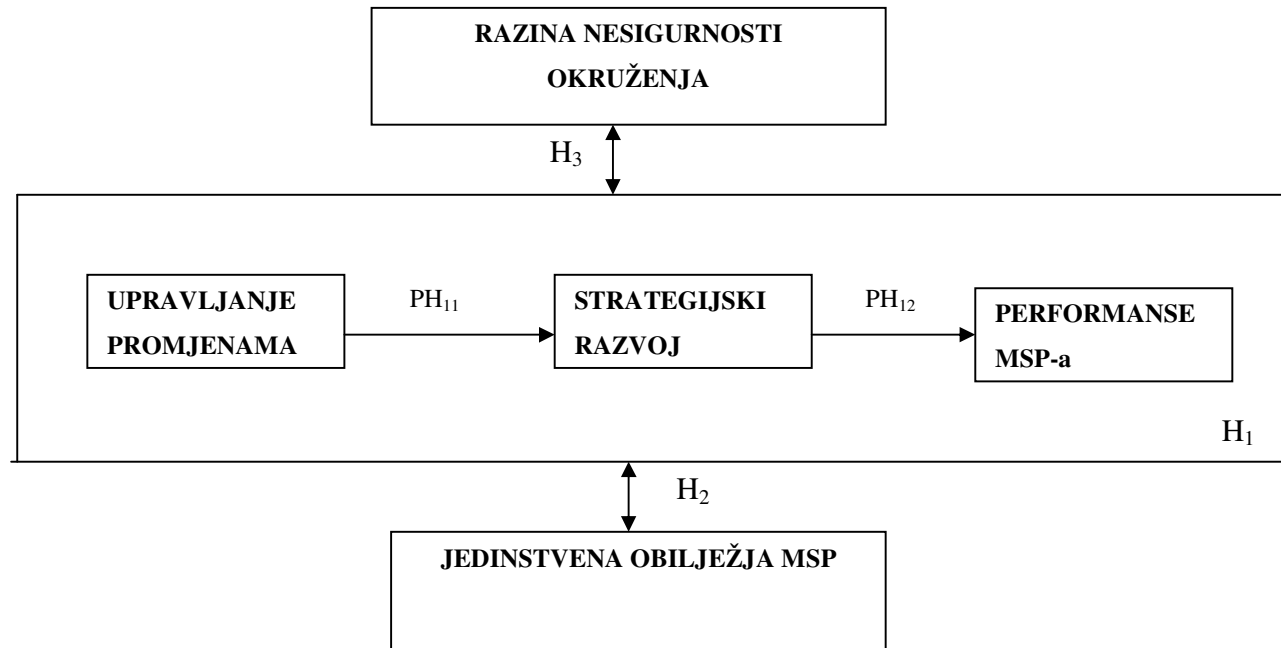 RAZINA NESIGURNOSTI
OKRUŽENJA
H₃
UPRAVLJANJE
PROMJENAMA
PH₁₁
STRATEGIJSKI
RAZVOJ
PH₁₂
PERFORMANSE
MSP-a
H₁
H₂
JEDINSTVENA OBILJEŽJA MSP